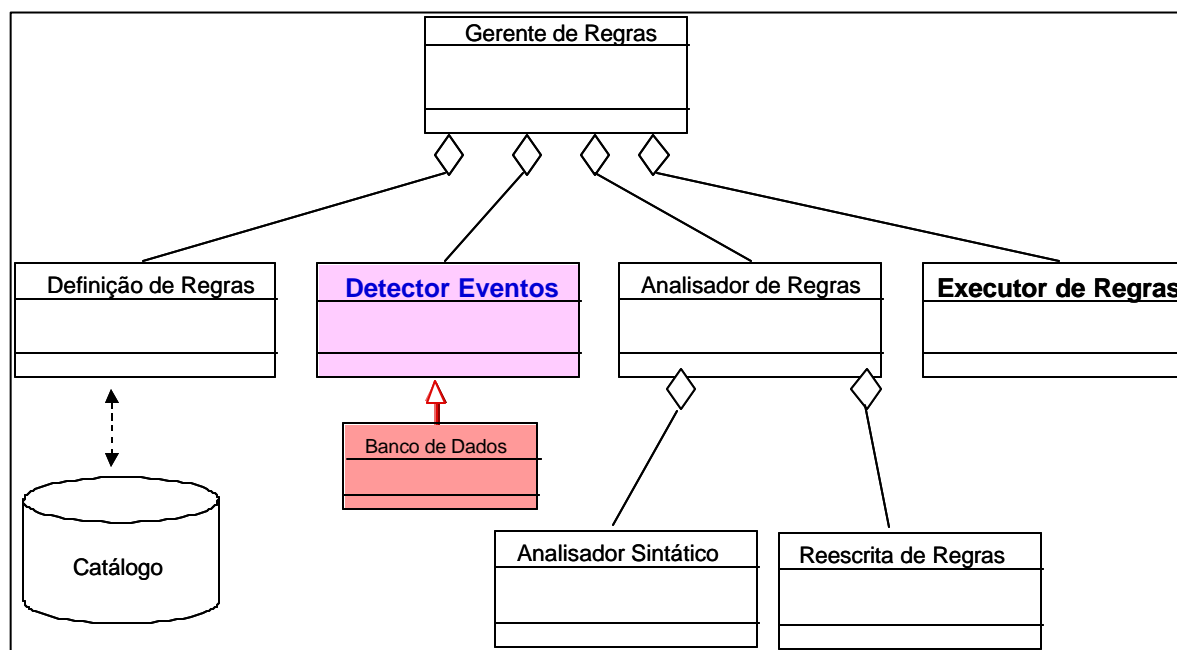 Gerente de Regras
Definição de Regras
Detector Eventos
Analisador de Regras
Executor de Regras
Banco de Dados
Catálogo
Analisador Sintático
Reescrita de Regras